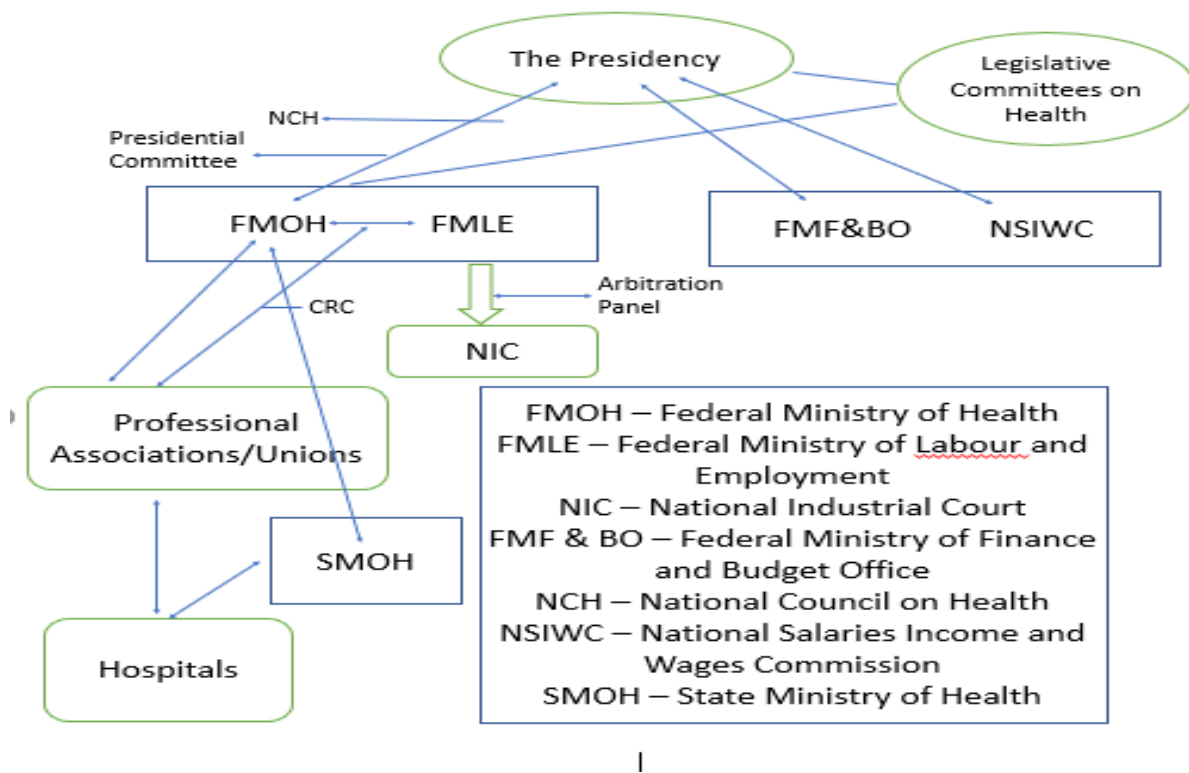 The Presidency
Legislative
Committees on
Health
NCH
Presidential
Committee
FMOH
FMLE
FMF&BO
NSIWC
Arbitration
Panel
CRC
NIC
Professional
Associations/Unions
SMOH
Hospitals
FMOH – Federal Ministry of Health
FMLE – Federal Ministry of Labour and
Employment
NIC – National Industrial Court
FMF & BO – Federal Ministry of Finance
and Budget Office
NCH – National Council on Health
NSIWC – National Salaries Income and
Wages Commission
SMOH – State Ministry of Health